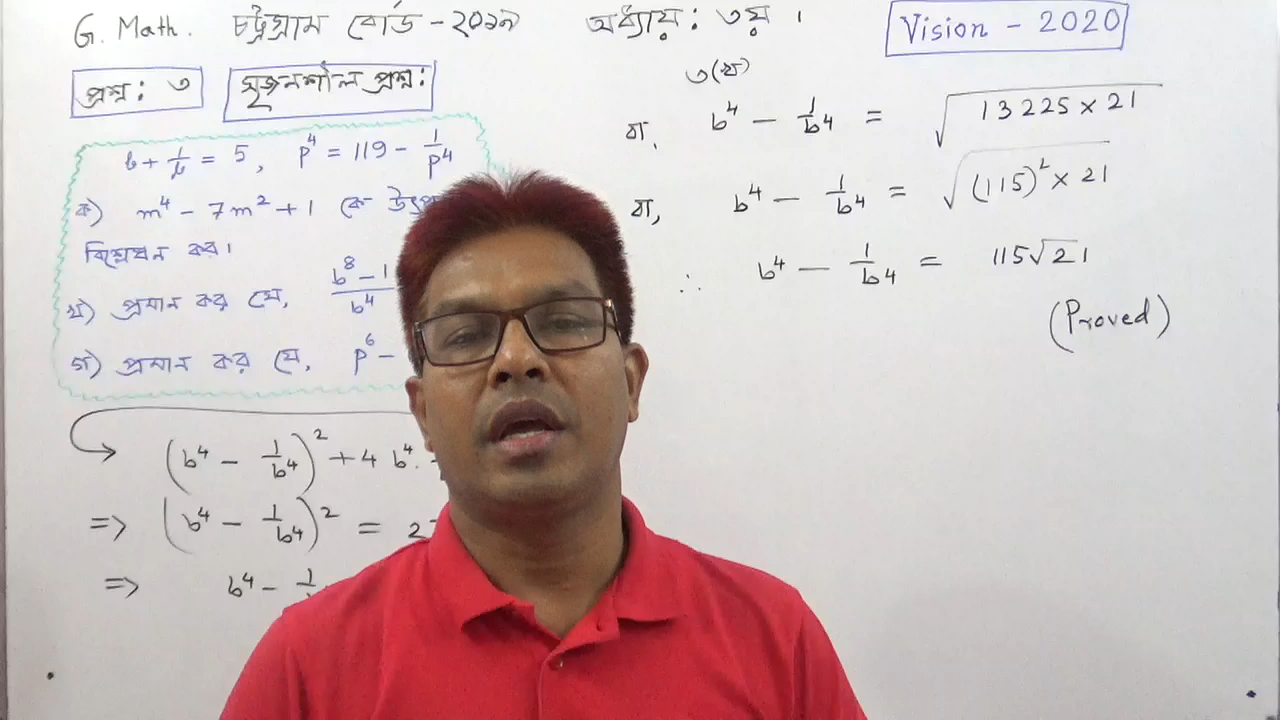 G. Math. চট্টগ্রাম বোর্ড - ২০১৯ অধ্যায়: ৩য় ।
Vision - 2020
প্রশ্ন: ৩ সৃজনশীল প্রশ্ন:
b + 1/b = 5, p⁴ = 119 - 1/p⁴
ক) m⁴ - 7m² + 1 কে
বিশ্লেষন কর।
খ) প্রমান কর যে, b⁸ - 1 / b⁴
গ) প্রমান কর যে, p⁶ -
(b⁴ - 1/b⁴)² + 4 b⁴.
=> (b⁴ - 1/b⁴)² =
=> b⁴ -
৩(খ)
বা, b⁴ - 1/b⁴ = √13225 × 21
বা, b⁴ - 1/b⁴ = √(115)² × 21
∴ b⁴ - 1/b⁴ = 115√21
(Proved)